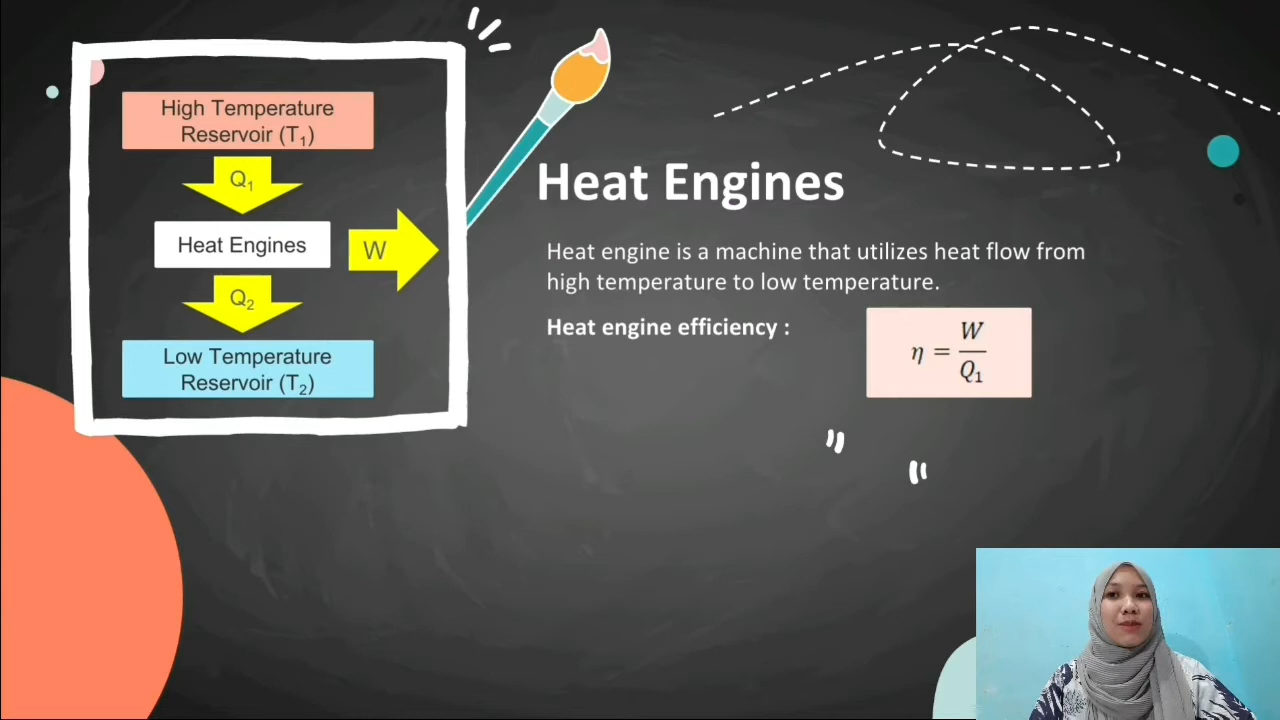 High Temperature
Reservoir (T₁)
Q₁
Heat Engines
W
Q₂
Low Temperature
Reservoir (T₂)
Heat Engines
Heat engine is a machine that utilizes heat flow from
high temperature to low temperature.
Heat engine efficiency :
η = W/Q₁